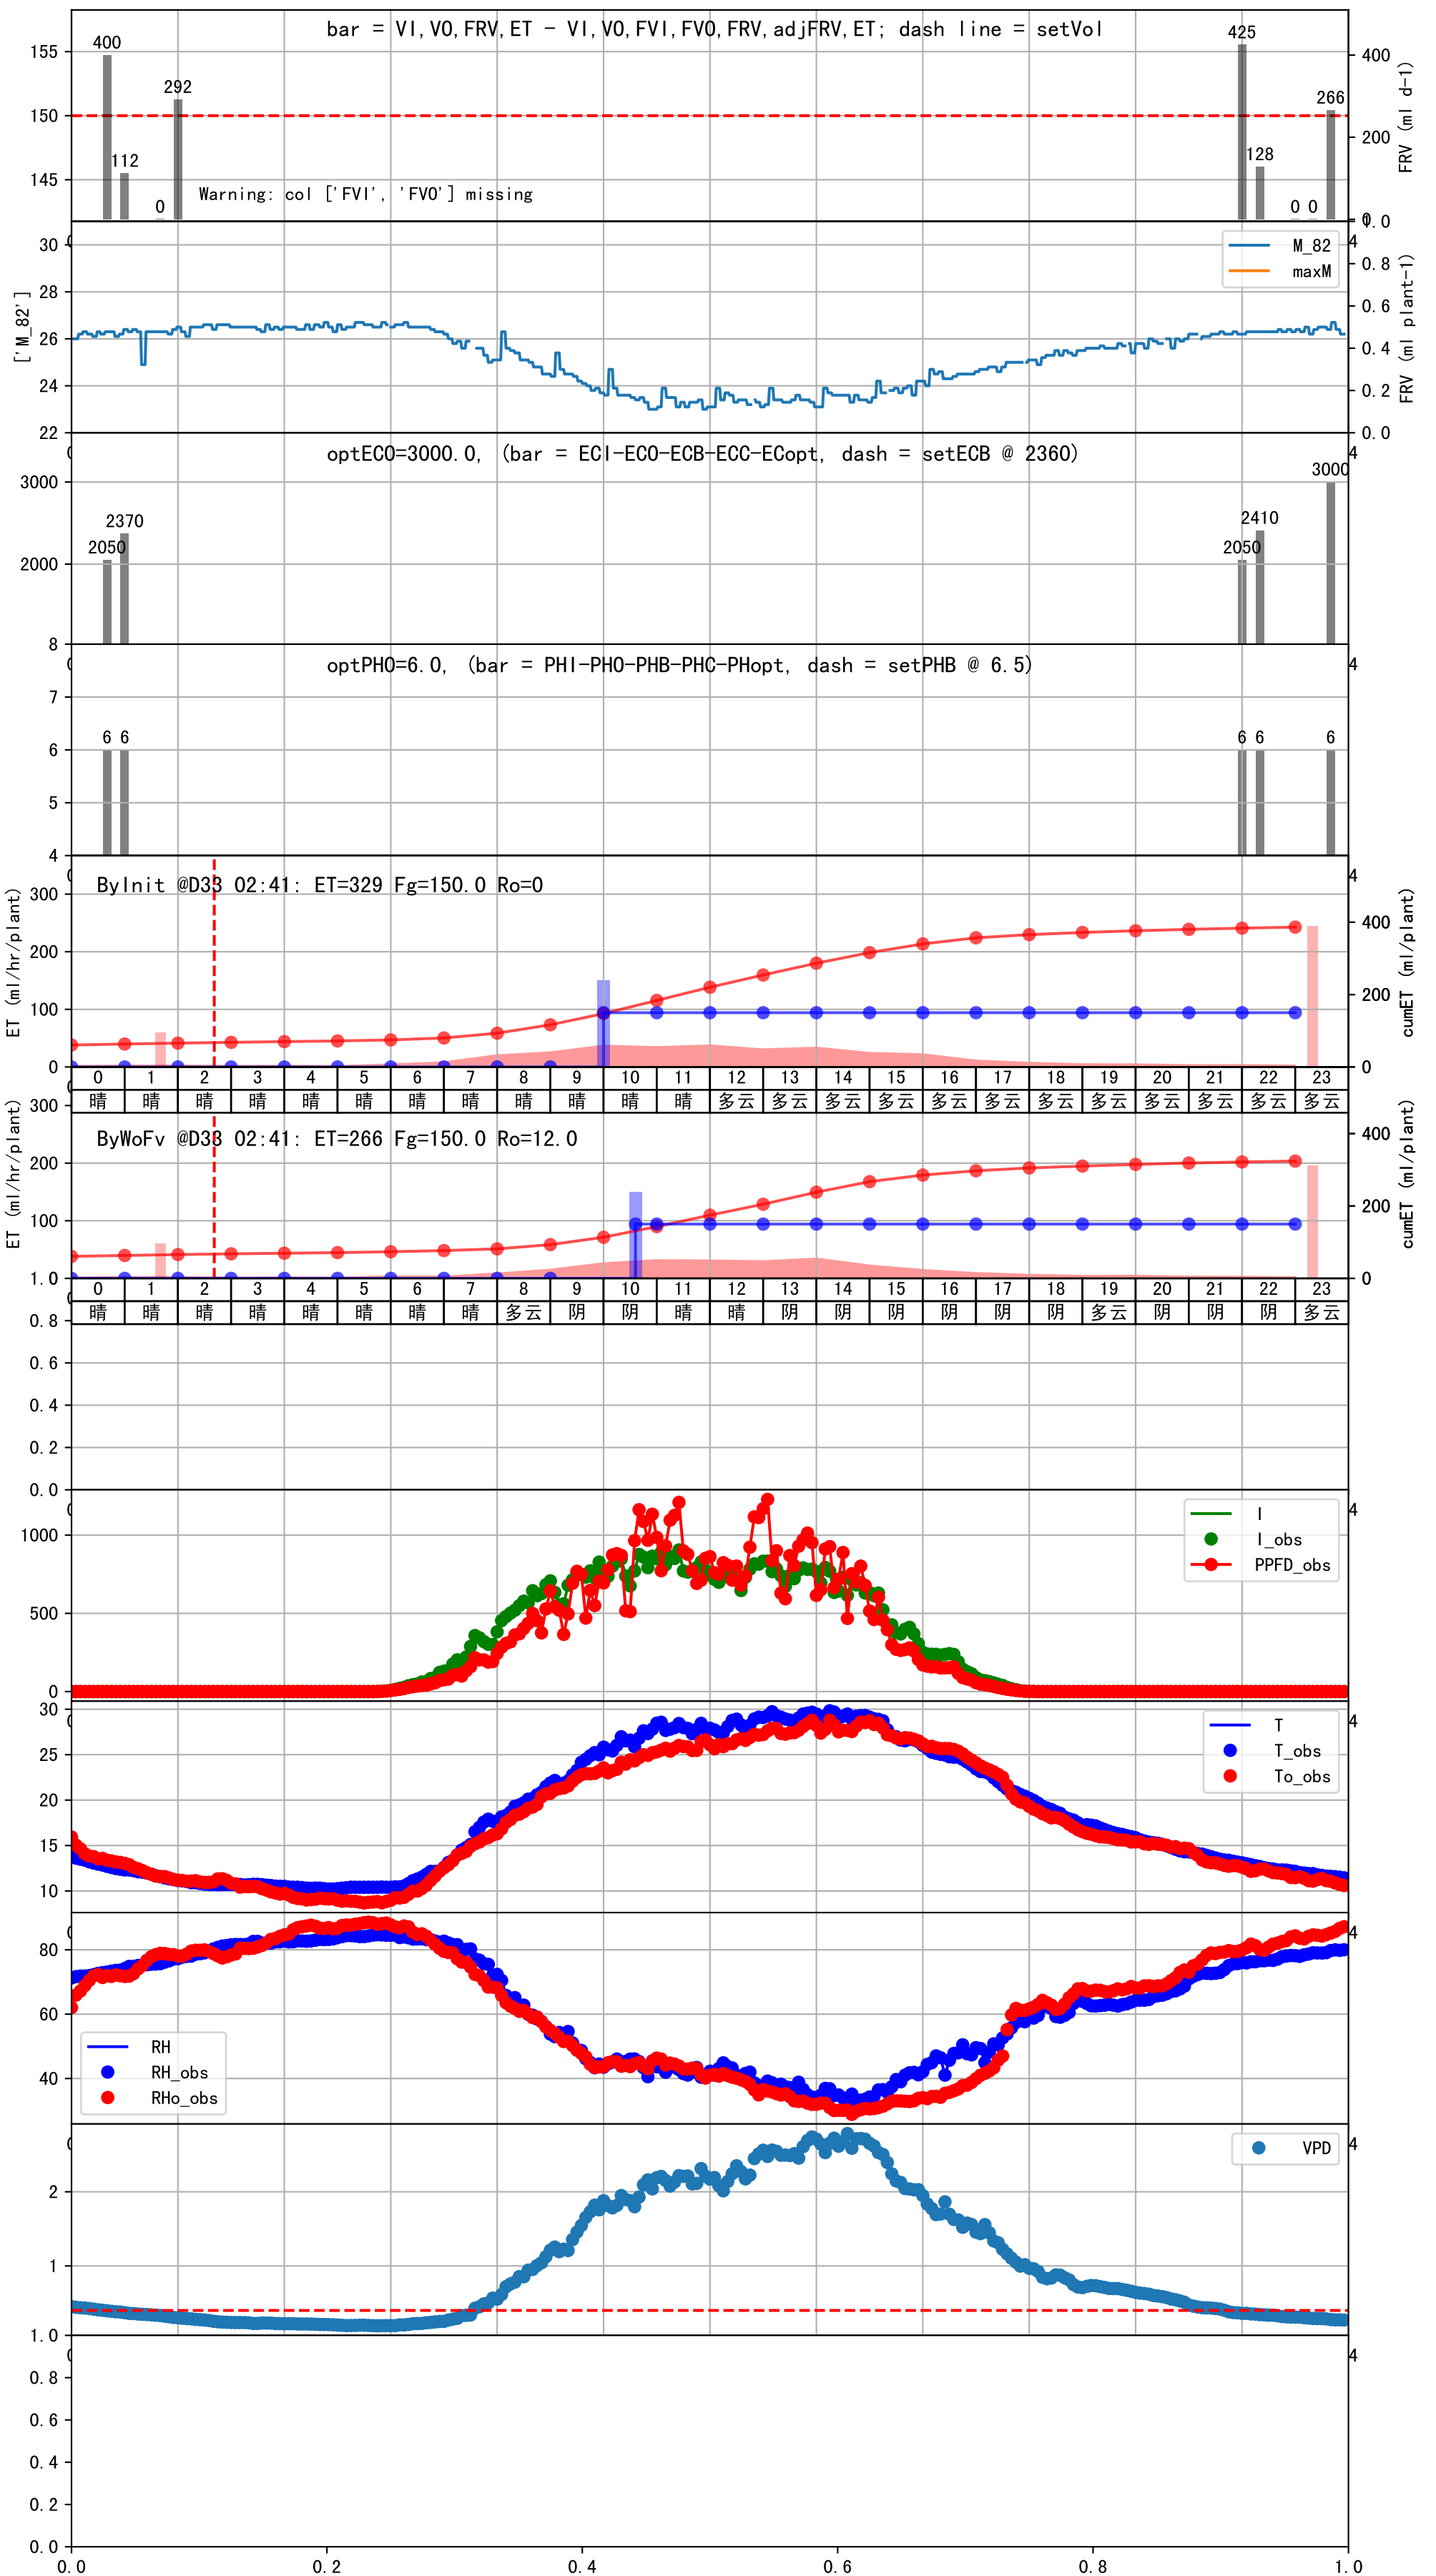 bar = VI,VO,FRV,ET - VI,VO,FVI,FVO,FRV,adjFRV,ET; dash line = setVol
400
112
0
292
425
128
0 0
266
155
150
145
400
200
0
FRV (ml d-1)
Warning: col ['FVI', 'FVO'] missing
30
28
26
24
22
['M_82']
M_82
maxM
1.0
0.8
0.6
0.4
0.2
0.0
FRV (ml plant-1)
optECO=3000.0, (bar = ECI-ECO-ECB-ECC-ECopt, dash = setECB @ 2360)
3000
2000
2050
2370
2050
2410
3000
optPHO=6.0, (bar = PHI-PHO-PHB-PHC-PHopt, dash = setPHB @ 6.5)
8
7
6
5
4
6 6
6 6
6
ByInit @D33 02:41: ET=329 Fg=150.0 Ro=0
300
200
100
0
ET (ml/hr/plant)
400
200
0
cumET (ml/plant)
0 1 2 3 4 5 6 7 8 9 10 11 12 13 14 15 16 17 18 19 20 21 22 23
晴 晴 晴 晴 晴 晴 晴 晴 晴 晴 晴 晴 多云 多云 多云 多云 多云 多云 多云 多云 多云 多云 多云 多云
ByWoFv @D33 02:41: ET=266 Fg=150.0 Ro=12.0
300
200
100
ET (ml/hr/plant)
400
200
0
cumET (ml/plant)
0 1 2 3 4 5 6 7 8 9 10 11 12 13 14 15 16 17 18 19 20 21 22 23
晴 晴 晴 晴 晴 晴 晴 晴 多云 阴 阴 晴 晴 阴 阴 阴 阴 阴 阴 多云 阴 阴 阴 多云
1.0
0.8
0.6
0.4
0.2
0.0
1000
500
0
I
I_obs
PPFD_obs
30
25
20
15
10
T
T_obs
To_obs
80
60
40
RH
RH_obs
RHo_obs
2
1
VPD
1.0
0.8
0.6
0.4
0.2
0.0
0.0 0.2 0.4 0.6 0.8 1.0